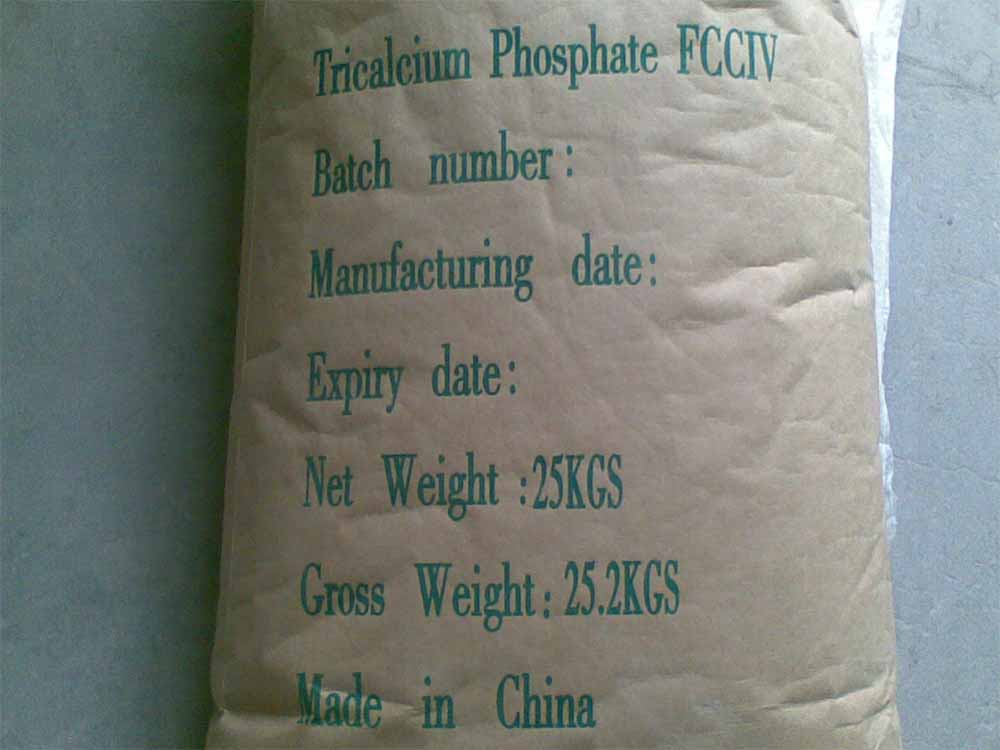 Tricalcium Phosphate FCCIV
Batch number:
Manufacturing date:
Expiry date:
Net Weight :25KGS
Gross Weight: 25.2KGS
Made in China